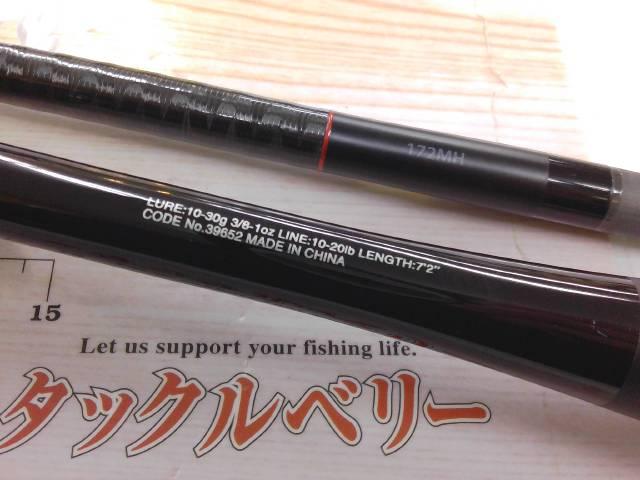 172MH
LURE:10-30g 3/8-1oz LINE:10-20lb LENGTH:7'2"
CODE No.39652 MADE IN CHINA
15
Let us support your fishing life.
タックルベリー